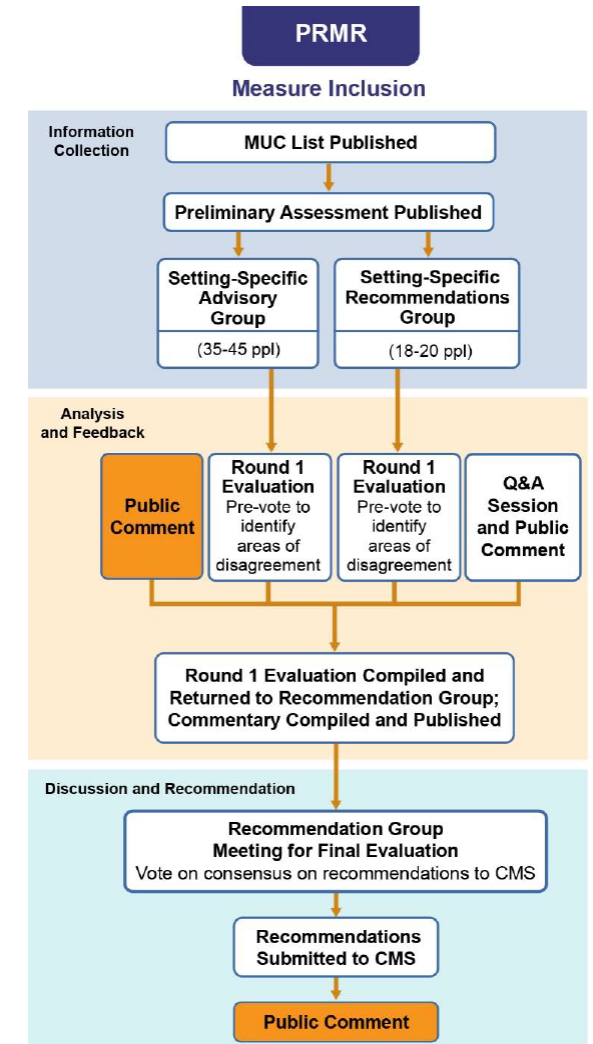 PRMR
Measure Inclusion
Information
Collection
MUC List Published
Preliminary Assessment Published
Setting-Specific
Advisory
Group
(35-45 ppl)
Setting-Specific
Recommendations
Group
(18-20 ppl)
Analysis
and Feedback
Public
Comment
Round 1
Evaluation
Pre-vote to
identify
areas of
disagreement
Round 1
Evaluation
Pre-vote to
identify
areas of
disagreement
Q&A
Session
and Public
Comment
Round 1 Evaluation Compiled and
Returned to Recommendation Group;
Commentary Compiled and Published
Discussion and Recommendation
Recommendation Group
Meeting for Final Evaluation
Vote on consensus on recommendations to CMS
Recommendations
Submitted to CMS
Public Comment